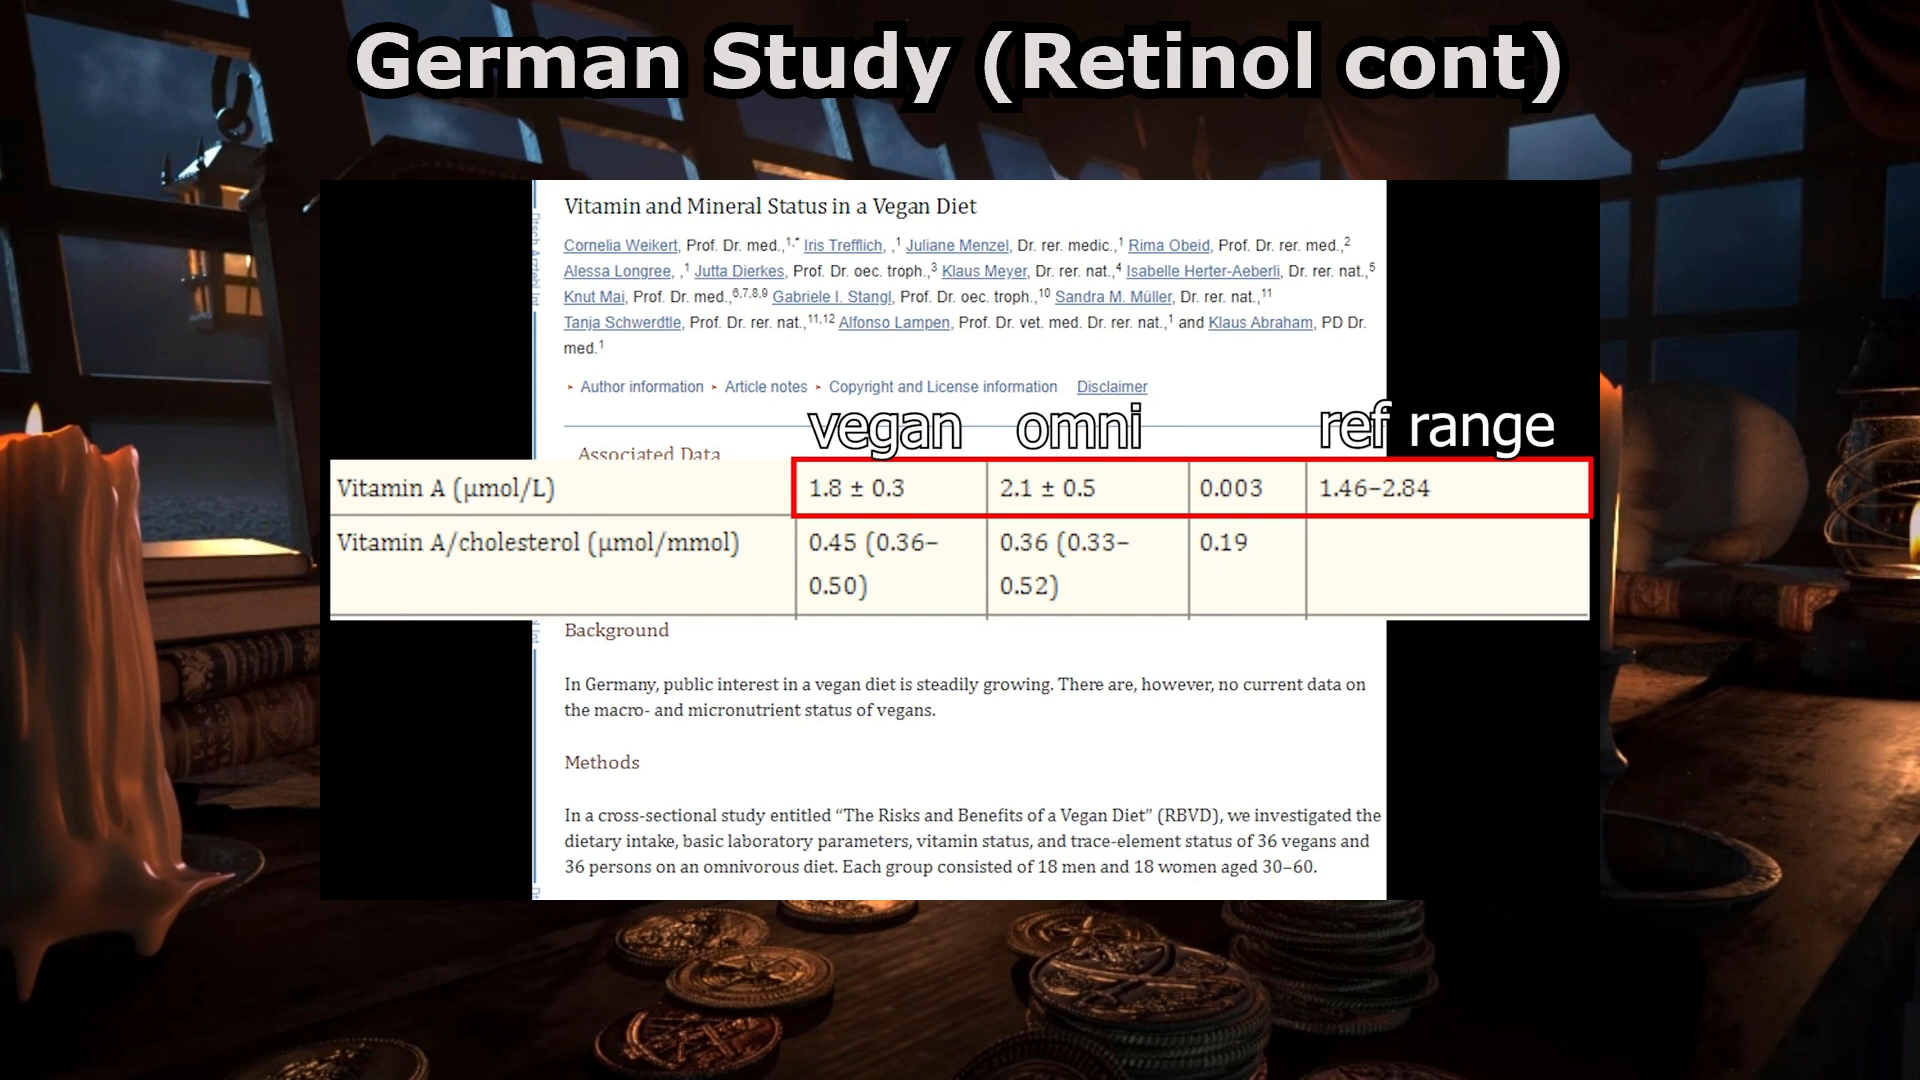 German Study (Retinol cont)
Vitamin and Mineral Status in a Vegan Diet
Cornelia Weikert, Prof. Dr. med.,1,* Iris Trefflich, ,1 Juliane Menzel, Dr. rer. medic.,1 Rima Obeid, Prof. Dr. rer. med.,2
Alessa Longree, ,1 Jutta Dierkes, Prof. Dr. oec. troph.,3 Klaus Meyer, Dr. rer. nat.,4 Isabelle Herter-Aeberli, Dr. rer. nat.,5
Knut Mai, Prof. Dr. med.,6,7,8,9 Gabriele I. Stangl, Prof. Dr. oec. troph.,10 Sandra M. Müller, Dr. rer. nat.,11
Tanja Schwerdtle, Prof. Dr. rer. nat.,11,12 Alfonso Lampen, Prof. Dr. vet. med. Dr. rer. nat.,1 and Klaus Abraham, PD Dr.
med.1
Author information Article notes Copyright and License information Disclaimer
vegan omni ref range
Associated Data
Vitamin A (μmol/L) 1.8 ± 0.3 2.1 ± 0.5 0.003 1.46–2.84
Vitamin A/cholesterol (μmol/mmol) 0.45 (0.36– 0.36 (0.33– 0.19
0.50) 0.52)
Background
In Germany, public interest in a vegan diet is steadily growing. There are, however, no current data on
the macro- and micronutrient status of vegans.
Methods
In a cross-sectional study entitled “The Risks and Benefits of a Vegan Diet” (RBVD), we investigated the
dietary intake, basic laboratory parameters, vitamin status, and trace-element status of 36 vegans and
36 persons on an omnivorous diet. Each group consisted of 18 men and 18 women aged 30–60.